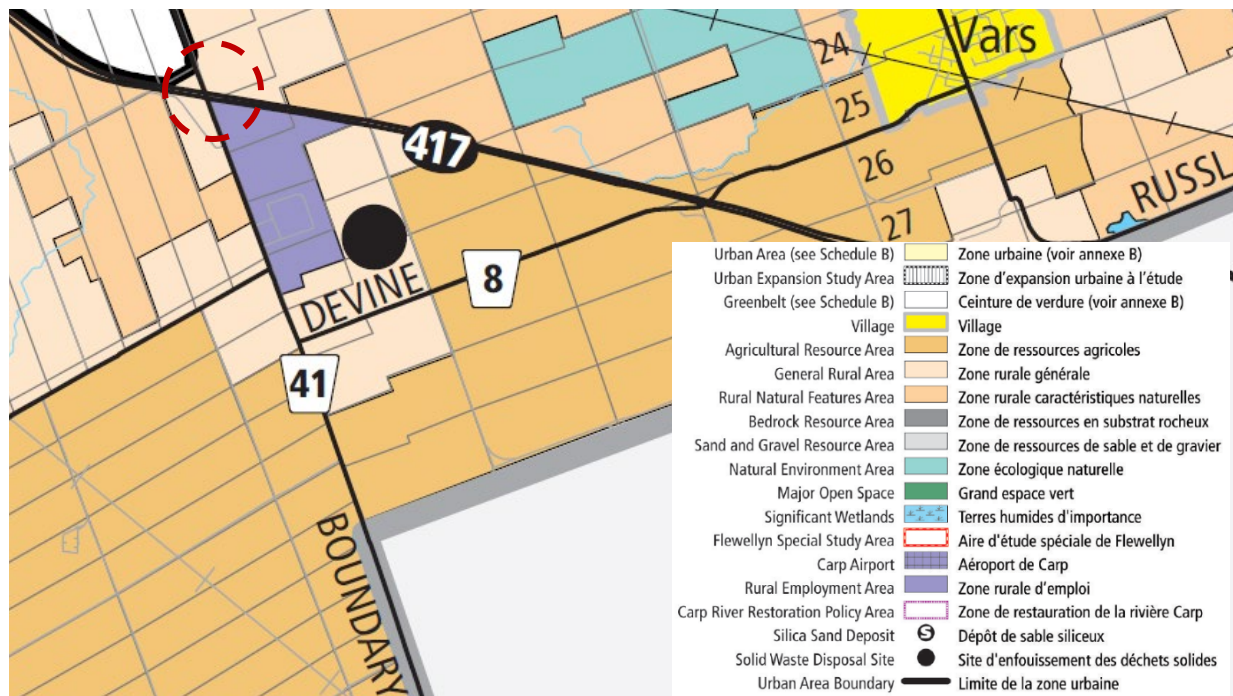 Vars
24
25
26
27
417
RUSSL
DEVINE
8
41
BOUNDARY
Urban Area (see Schedule B) Zone urbaine (voir annexe B)
Urban Expansion Study Area Zone d'expansion urbaine à l'étude
Greenbelt (see Schedule B) Ceinture de verdure (voir annexe B)
Village Village
Agricultural Resource Area Zone de ressources agricoles
General Rural Area Zone rurale générale
Rural Natural Features Area Zone rurale caractéristiques naturelles
Bedrock Resource Area Zone de ressources en substrat rocheux
Sand and Gravel Resource Area Zone de ressources de sable et de gravier
Natural Environment Area Zone écologique naturelle
Major Open Space Grand espace vert
Significant Wetlands Terres humides d'importance
Flewellyn Special Study Area Aire d'étude spéciale de Flewellyn
Carp Airport Aéroport de Carp
Rural Employment Area Zone rurale d'emploi
Carp River Restoration Policy Area Zone de restauration de la rivière Carp
Silica Sand Deposit S Dépôt de sable siliceux
Solid Waste Disposal Site Site d'enfouissement des déchets solides
Urban Area Boundary Limite de la zone urbaine